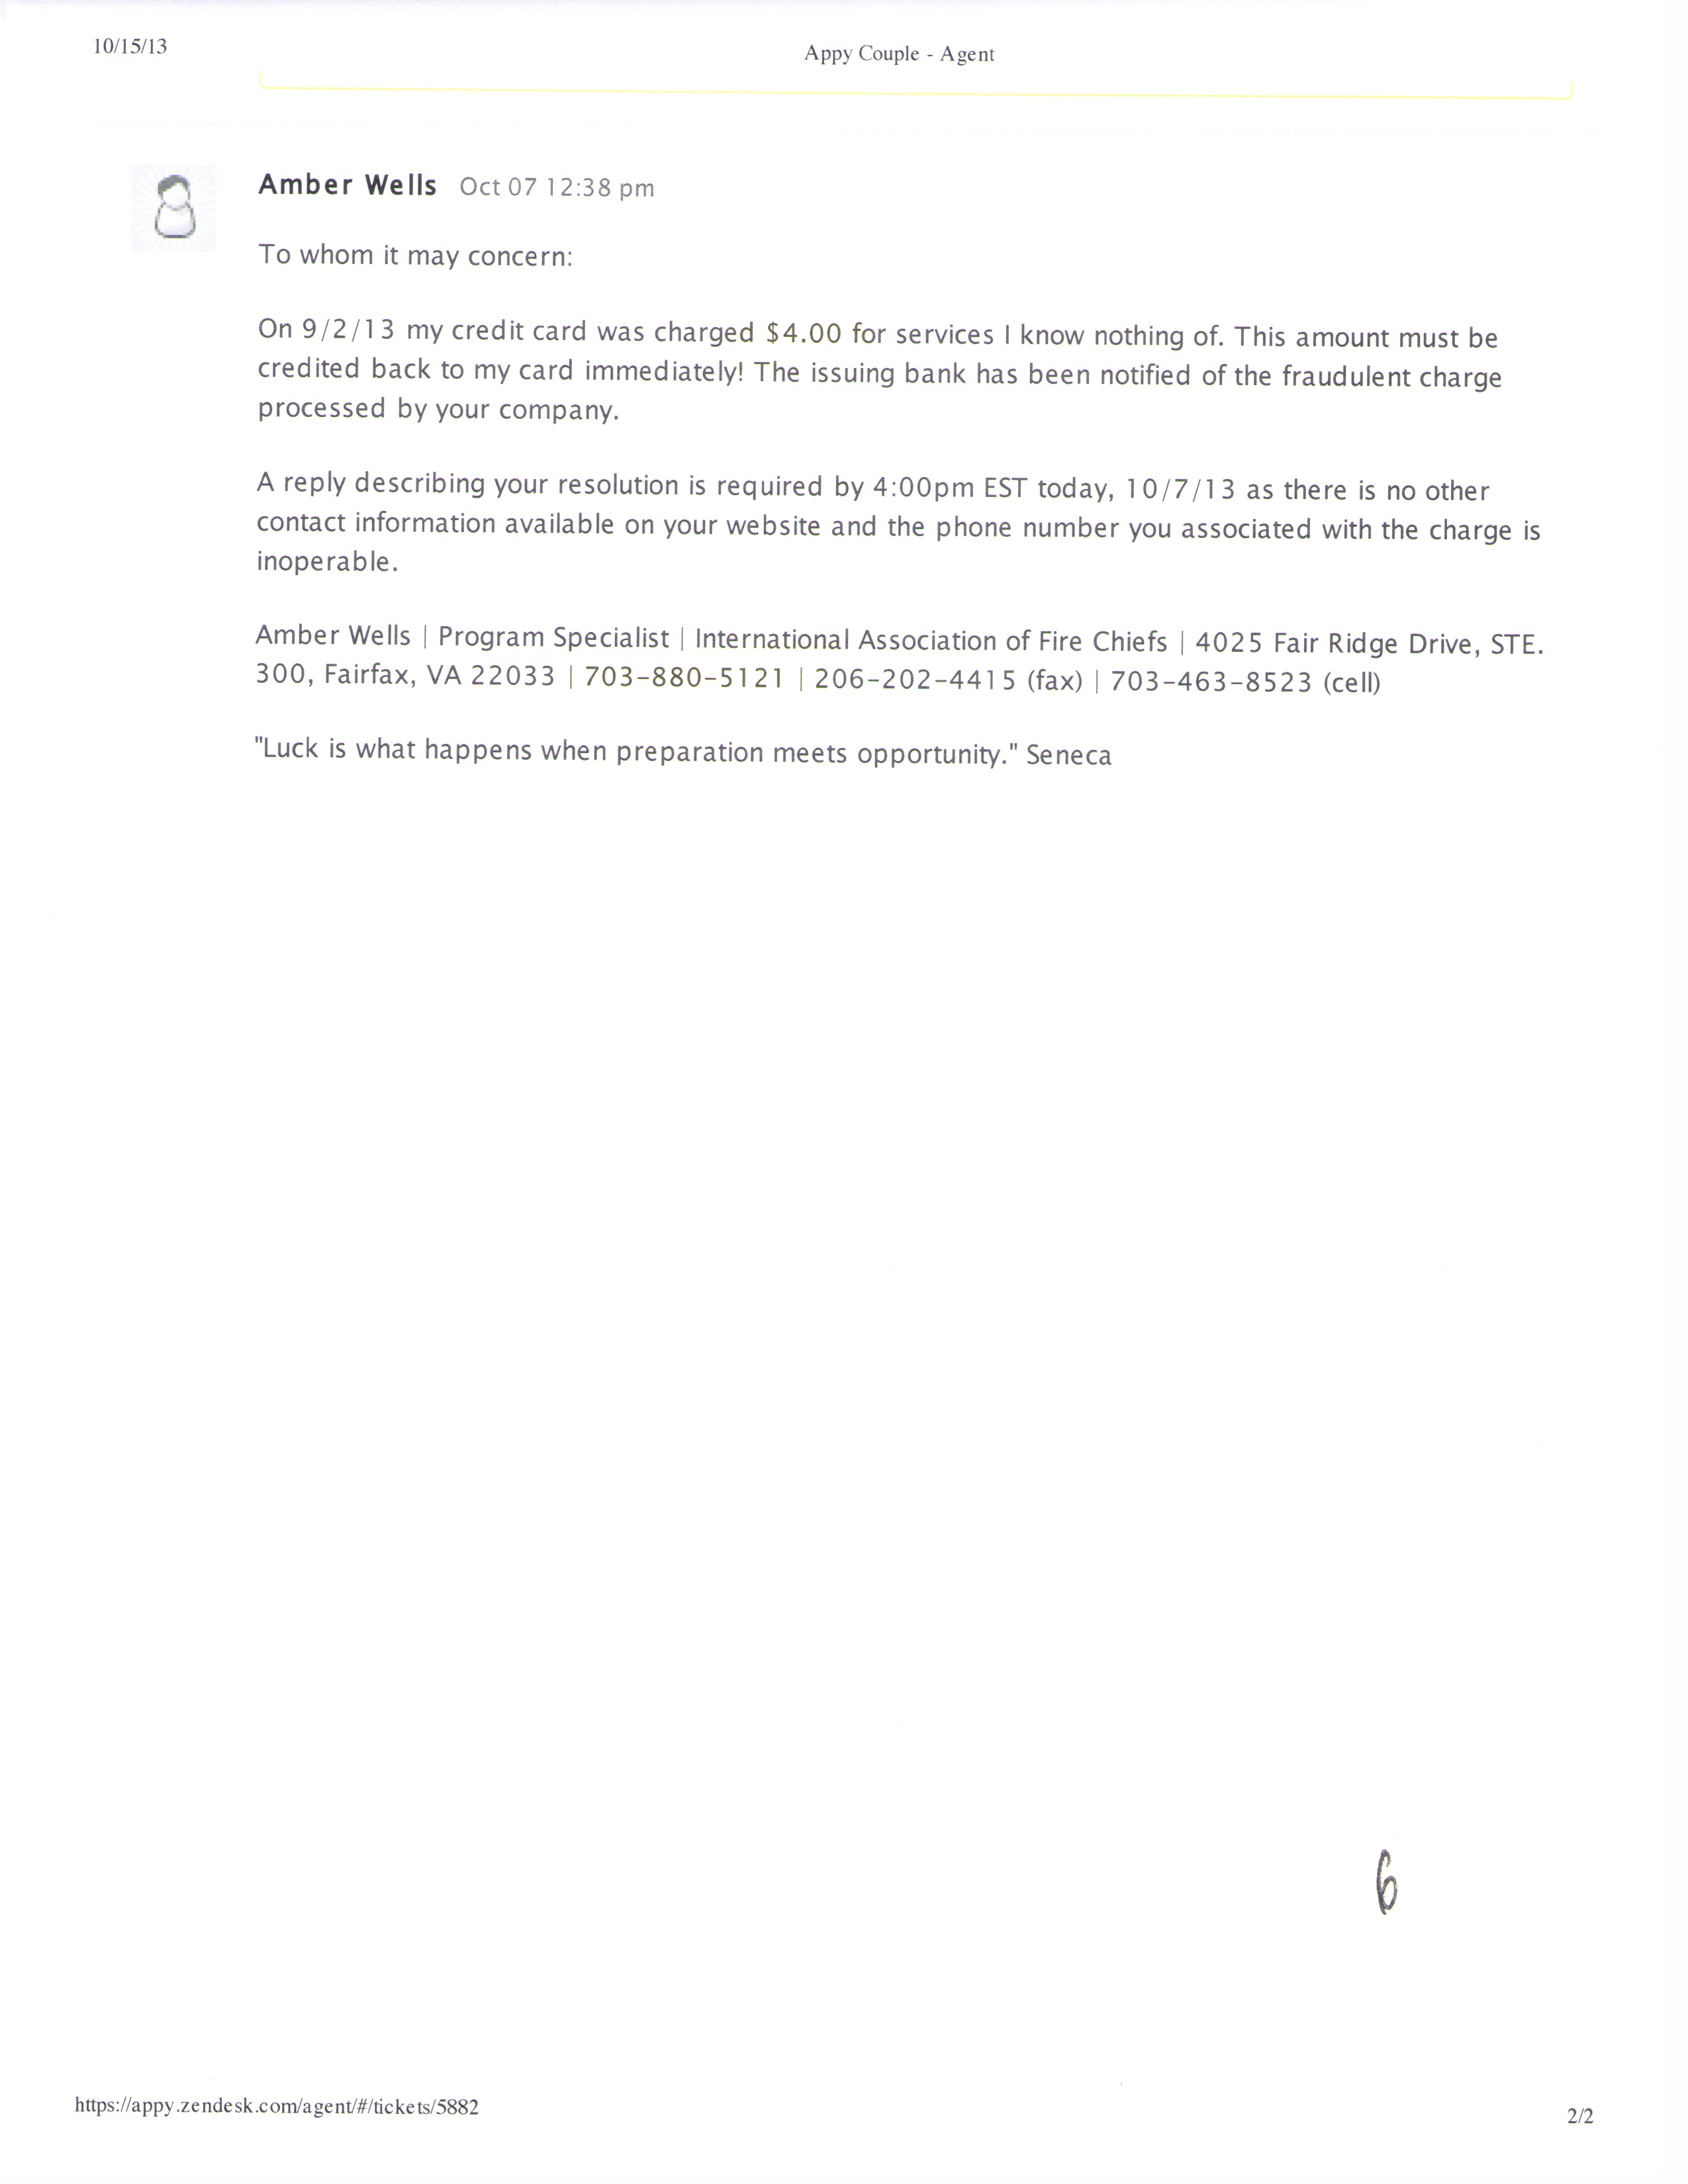 10/15/13
Appy Couple - Agent
Amber Wells Oct 07 12:38 pm
To whom it may concern:
On 9/2/13 my credit card was charged $4.00 for services I know nothing of. This amount must be
credited back to my card immediately! The issuing bank has been notified of the fraudulent charge
processed by your company.
A reply describing your resolution is required by 4:00pm EST today, 10/7/13 as there is no other
contact information available on your website and the phone number you associated with the charge is
inoperable.
Amber Wells | Program Specialist | International Association of Fire Chiefs | 4025 Fair Ridge Drive, STE.
300, Fairfax, VA 22033 | 703-880-5121 | 206-202-4415 (fax) | 703-463-8523 (cell)
"Luck is what happens when preparation meets opportunity." Seneca
6
https://appy.zendesk.com/agent/#/tickets/5882
2/2